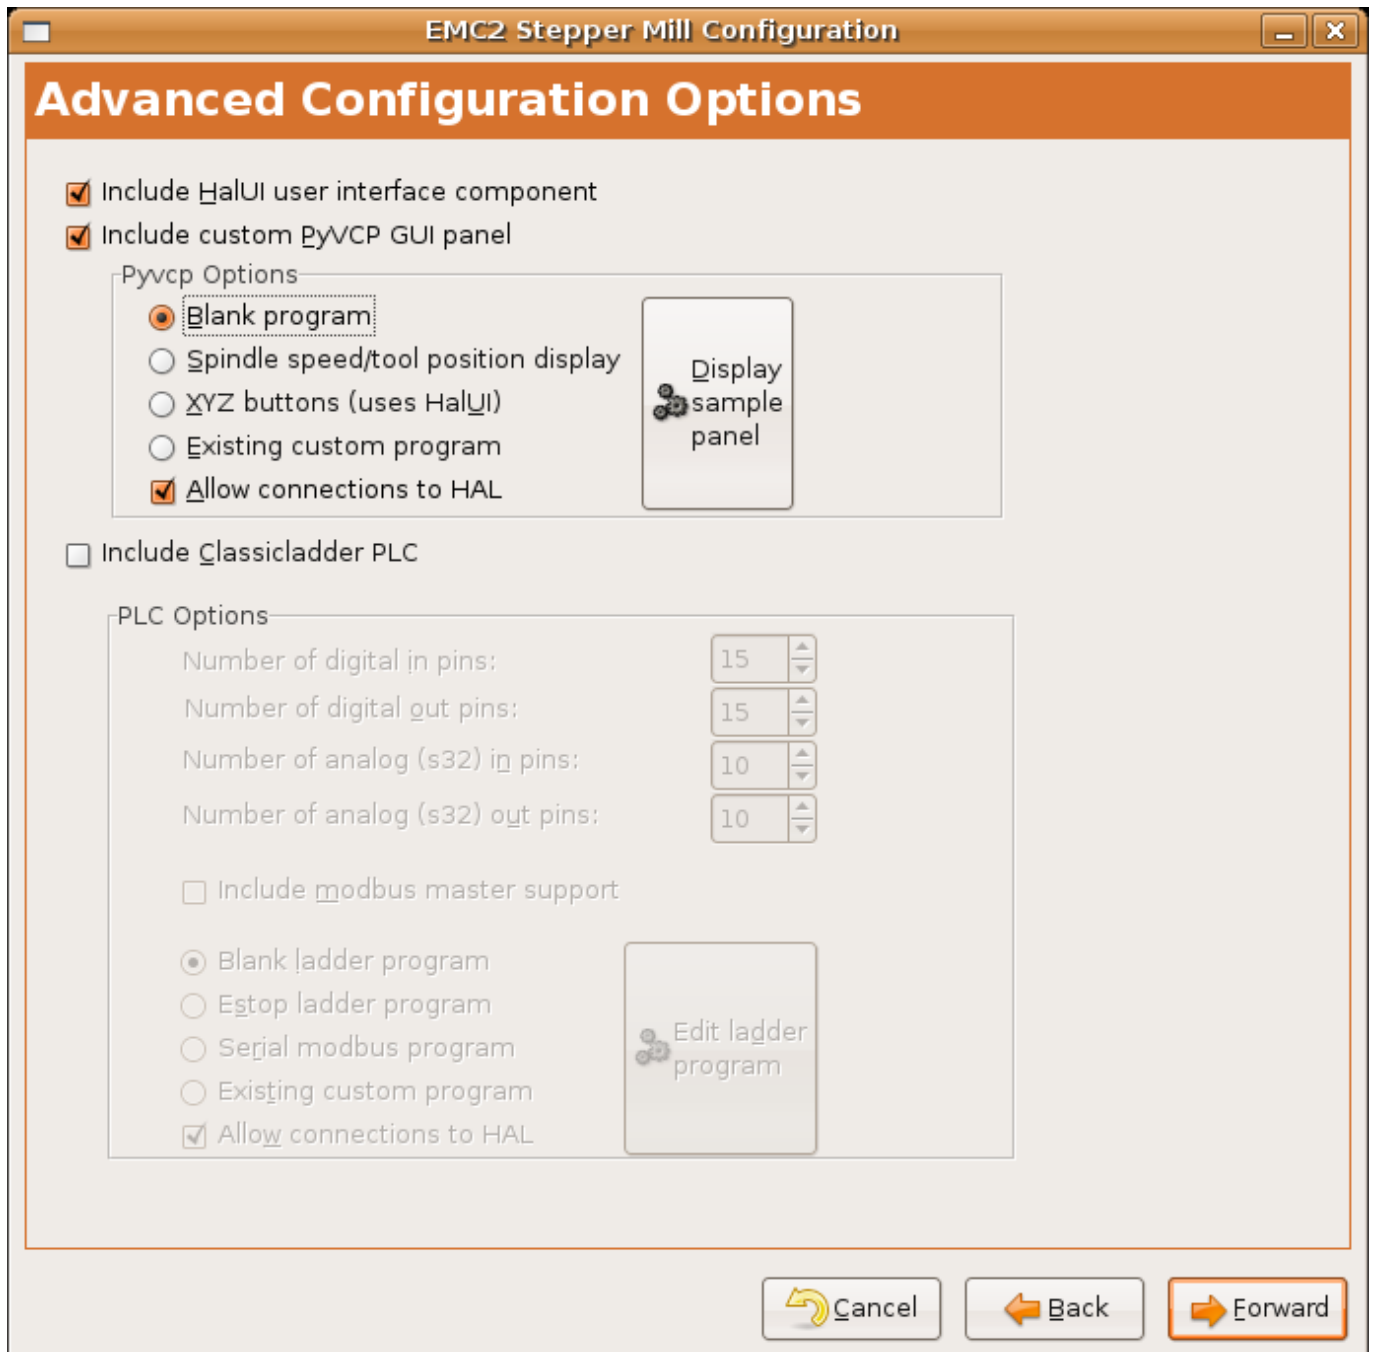 EMC2 Stepper Mill Configuration
Advanced Configuration Options
Include HalUI user interface component
Include custom PyVCP GUI panel
Pyvcp Options
Blank program
Spindle speed/tool position display
XYZ buttons (uses HalUI)
Existing custom program
Allow connections to HAL
Display
sample
panel
Include Classicladder PLC
PLC Options
Number of digital in pins: 15
Number of digital out pins: 15
Number of analog (s32) in pins: 10
Number of analog (s32) out pins: 10
Include modbus master support
Blank ladder program
Estop ladder program
Serial modbus program
Existing custom program
Allow connections to HAL
Edit ladder
program
Cancel Back Forward